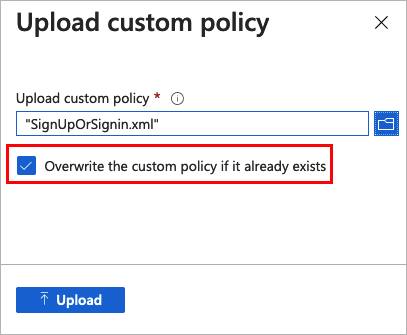 Upload custom policy
Upload custom policy *
"SignUpOrSignin.xml"
Overwrite the custom policy if it already exists
Upload